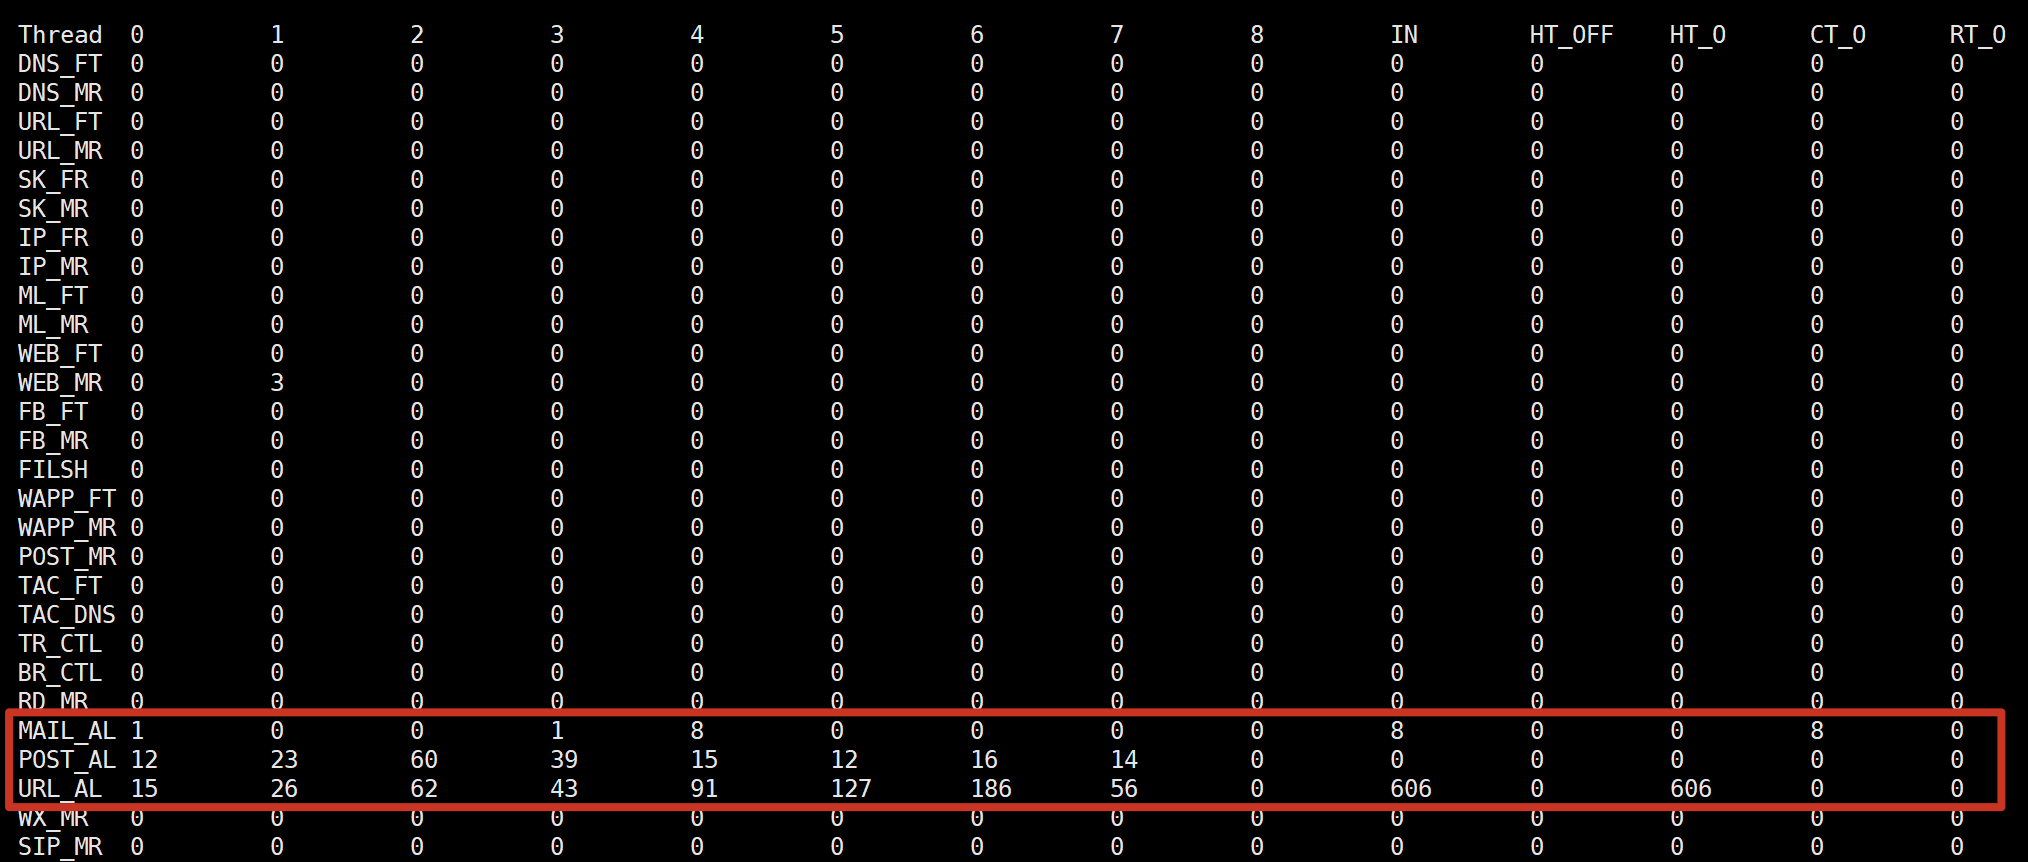 Thread 0 1 2 3 4 5 6 7 8 IN HT_OFF HT_O CT_O RT_O
DNS_FT 0 0 0 0 0 0 0 0 0 0 0 0 0 0
DNS_MR 0 0 0 0 0 0 0 0 0 0 0 0 0 0
URL_FT 0 0 0 0 0 0 0 0 0 0 0 0 0 0
URL_MR 0 0 0 0 0 0 0 0 0 0 0 0 0 0
SK_FR 0 0 0 0 0 0 0 0 0 0 0 0 0 0
SK_MR 0 0 0 0 0 0 0 0 0 0 0 0 0 0
IP_FR 0 0 0 0 0 0 0 0 0 0 0 0 0 0
IP_MR 0 0 0 0 0 0 0 0 0 0 0 0 0 0
ML_FT 0 0 0 0 0 0 0 0 0 0 0 0 0 0
ML_MR 0 0 0 0 0 0 0 0 0 0 0 0 0 0
WEB_FT 0 0 0 0 0 0 0 0 0 0 0 0 0 0
WEB_MR 0 3 0 0 0 0 0 0 0 0 0 0 0 0
FB_FT 0 0 0 0 0 0 0 0 0 0 0 0 0 0
FB_MR 0 0 0 0 0 0 0 0 0 0 0 0 0 0
FILSH 0 0 0 0 0 0 0 0 0 0 0 0 0 0
WAPP_FT 0 0 0 0 0 0 0 0 0 0 0 0 0 0
WAPP_MR 0 0 0 0 0 0 0 0 0 0 0 0 0 0
POST_MR 0 0 0 0 0 0 0 0 0 0 0 0 0 0
TAC_FT 0 0 0 0 0 0 0 0 0 0 0 0 0 0
TAC_DNS 0 0 0 0 0 0 0 0 0 0 0 0 0 0
TR_CTL 0 0 0 0 0 0 0 0 0 0 0 0 0 0
BR_CTL 0 0 0 0 0 0 0 0 0 0 0 0 0 0
RD_MR 0 0 0 0 0 0 0 0 0 0 0 0 0 0
MAIL_AL 1 0 0 1 8 0 0 0 0 8 0 0 8 0
POST_AL 12 23 60 39 15 12 16 14 0 0 0 0 0 0
URL_AL 15 26 62 43 91 127 186 56 0 606 0 606 0 0
WX_MR 0 0 0 0 0 0 0 0 0 0 0 0 0 0
SIP_MR 0 0 0 0 0 0 0 0 0 0 0 0 0 0